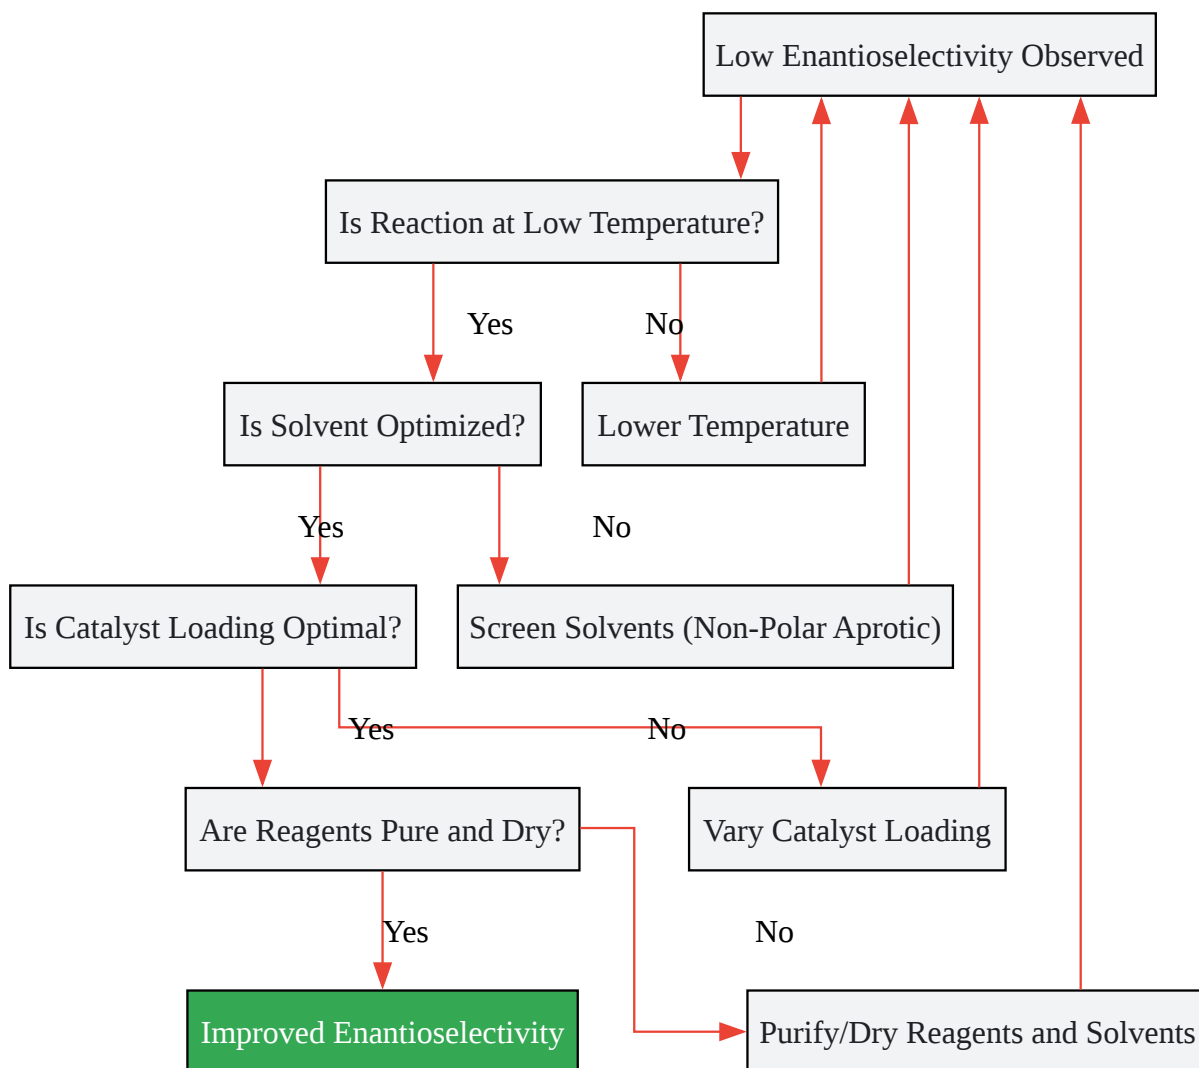 Low Enantioselectivity Observed
Is Reaction at Low Temperature?
Yes
No
Is Solvent Optimized?
Lower Temperature
Yes
No
Is Catalyst Loading Optimal?
Screen Solvents (Non-Polar Aprotic)
Yes
No
Are Reagents Pure and Dry?
Vary Catalyst Loading
Yes
No
Improved Enantioselectivity
Purify/Dry Reagents and Solvents